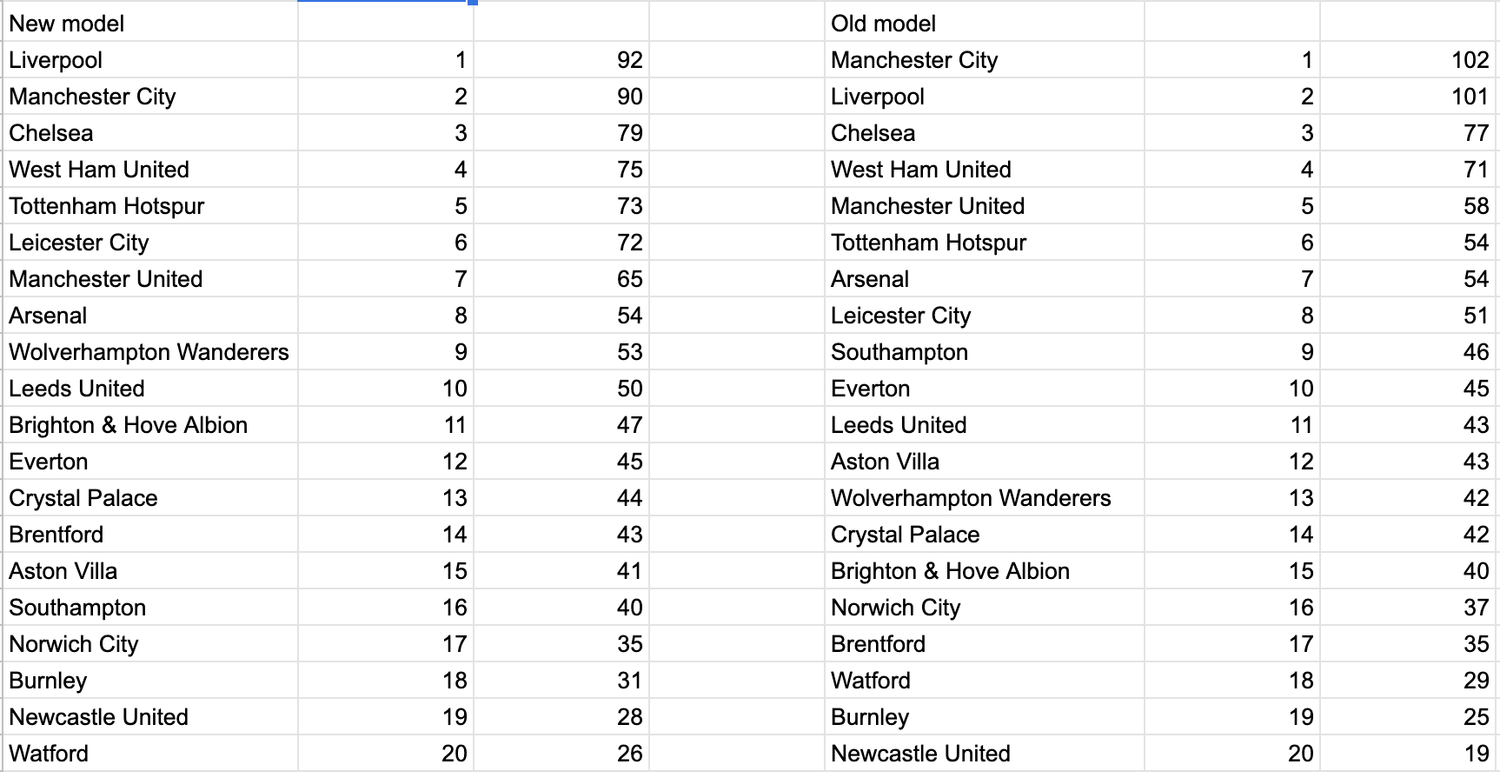 New model Old model
Liverpool 1 92 Manchester City 1 102
Manchester City 2 90 Liverpool 2 101
Chelsea 3 79 Chelsea 3 77
West Ham United 4 75 West Ham United 4 71
Tottenham Hotspur 5 73 Manchester United 5 58
Leicester City 6 72 Tottenham Hotspur 6 54
Manchester United 7 65 Arsenal 7 54
Arsenal 8 54 Leicester City 8 51
Wolverhampton Wanderers 9 53 Southampton 9 46
Leeds United 10 50 Everton 10 45
Brighton & Hove Albion 11 47 Leeds United 11 43
Everton 12 45 Aston Villa 12 43
Crystal Palace 13 44 Wolverhampton Wanderers 13 42
Brentford 14 43 Crystal Palace 14 42
Aston Villa 15 41 Brighton & Hove Albion 15 40
Southampton 16 40 Norwich City 16 37
Norwich City 17 35 Brentford 17 35
Burnley 18 31 Watford 18 29
Newcastle United 19 28 Burnley 19 25
Watford 20 26 Newcastle United 20 19